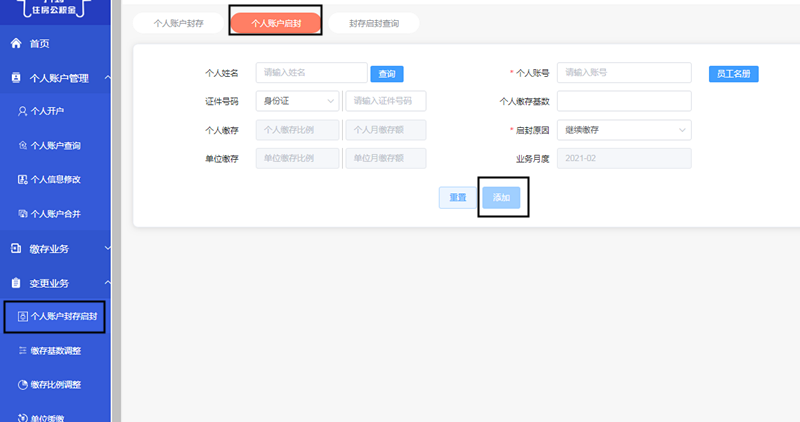 住房公积金
首页
个人账户管理
个人开户
个人账户查询
个人信息修改
个人账户合并
缴存业务
变更业务
个人账户封存启封
缴存基数调整
缴存比例调整
个人账户封存 个人账户启封 封存启封查询
个人姓名 请输入姓名 查询 * 个人账号 请输入账号 员工名册
证件号码 身份证 请输入证件号码 个人缴存基数
个人缴存 个人缴存比例 个人月缴存额 * 启封原因 继续缴存
单位缴存 单位缴存比例 单位月缴存额 业务月度 2021-02
重置 添加